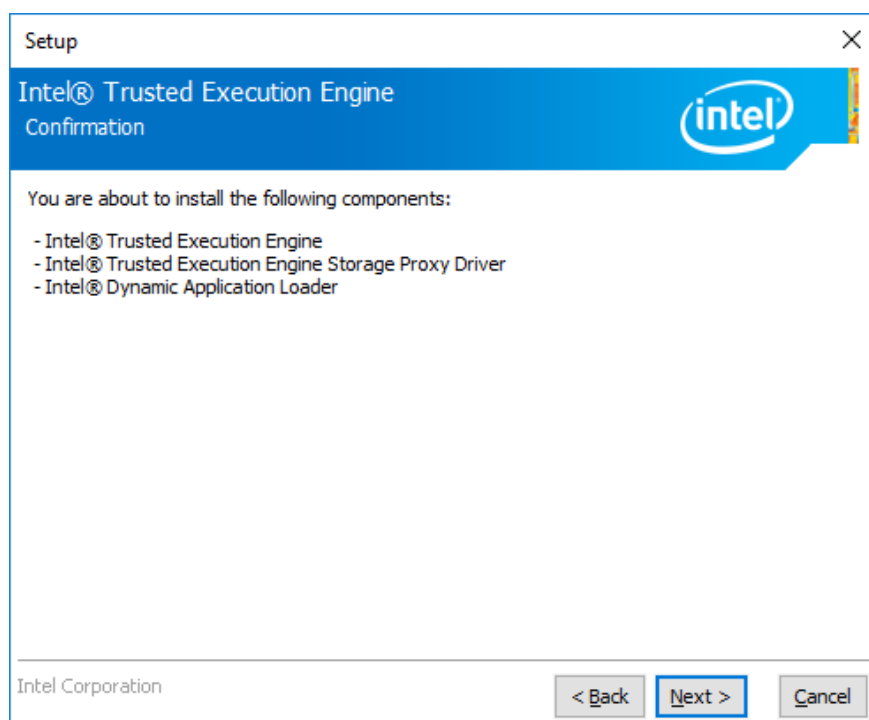 Setup
Intel® Trusted Execution Engine
Confirmation
intel
You are about to install the following components:
- Intel® Trusted Execution Engine
- Intel® Trusted Execution Engine Storage Proxy Driver
- Intel® Dynamic Application Loader
Intel Corporation
< Back
Next >
Cancel